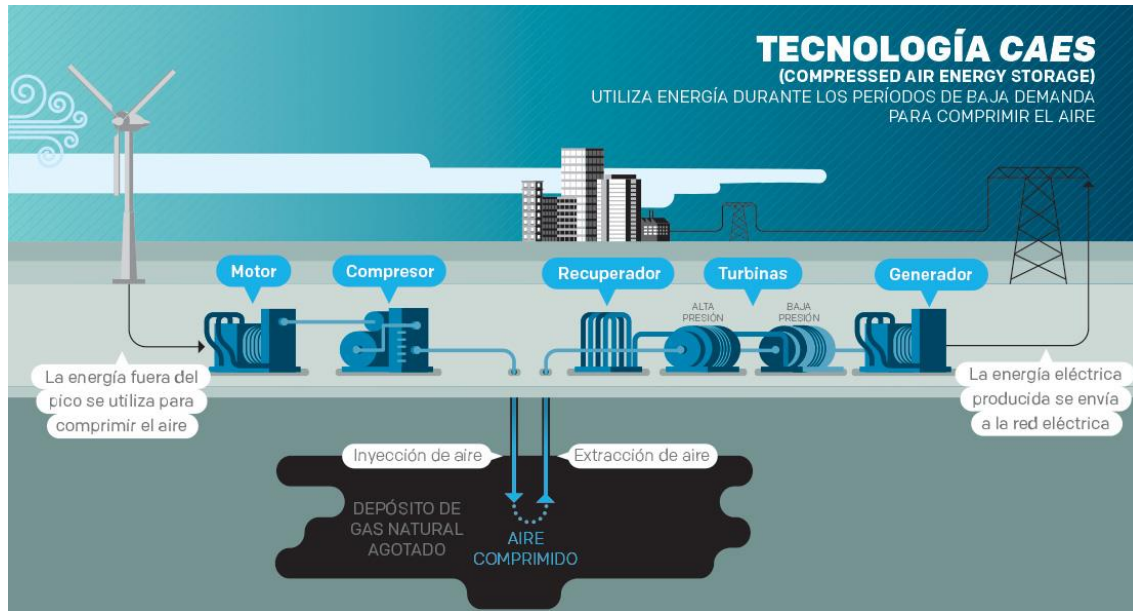 TECNOLOGÍA CAES
(COMPRESSED AIR ENERGY STORAGE)
UTILIZA ENERGÍA DURANTE LOS PERÍODOS DE BAJA DEMANDA
PARA COMPRIMIR EL AIRE
Motor
Compresor
Recuperador
Turbinas
Generador
ALTA
PRESIÓN
BAJA
PRESIÓN
La energía fuera del
pico se utiliza para
comprimir el aire
La energía eléctrica
producida se envía
a la red eléctrica
Inyección de aire
Extracción de aire
DEPÓSITO DE
GAS NATURAL
AGOTADO
AIRE
COMPRIMIDO